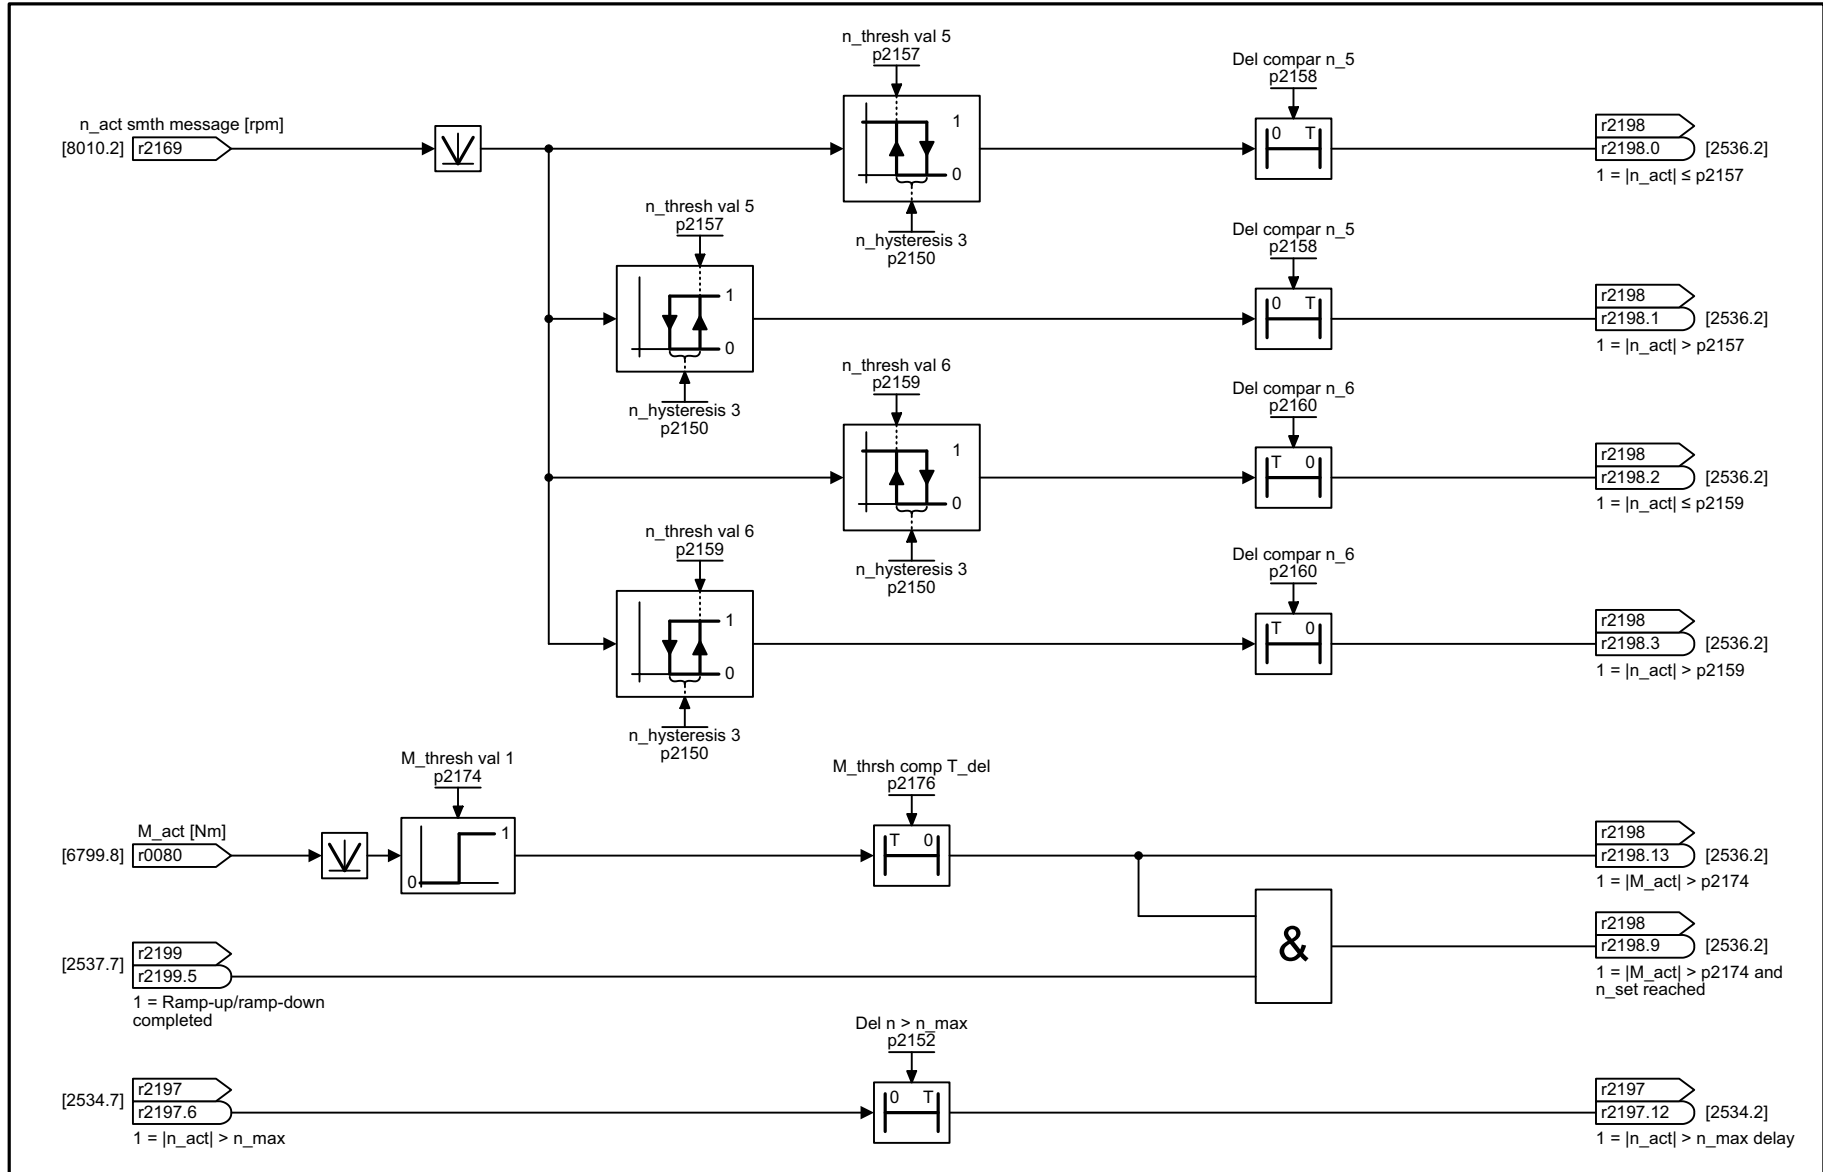 n_thresh val 5
p2157
Del compar n_5
p2158
n_act smth message [rpm]
[8010.2] r2169
1
0
0 T
r2198
r2198.0 [2536.2]
1 = |n_act| ≤ p2157
n_hysteresis 3
p2150
n_thresh val 5
p2157
Del compar n_5
p2158
1
0
0 T
r2198
r2198.1 [2536.2]
1 = |n_act| > p2157
n_hysteresis 3
p2150
n_thresh val 6
p2159
Del compar n_6
p2160
1
0
T 0
r2198
r2198.2 [2536.2]
1 = |n_act| ≤ p2159
n_hysteresis 3
p2150
n_thresh val 6
p2159
Del compar n_6
p2160
1
0
T 0
r2198
r2198.3 [2536.2]
1 = |n_act| > p2159
n_hysteresis 3
p2150
M_thresh val 1
p2174
M_thrsh comp T_del
p2176
M_act [Nm]
[6799.8] r0080
1
0
T 0
r2198
r2198.13 [2536.2]
1 = |M_act| > p2174
&
r2198
r2198.9 [2536.2]
1 = |M_act| > p2174 and
n_set reached
r2199
[2537.7] r2199.5
1 = Ramp-up/ramp-down
completed
Del n > n_max
p2152
r2197
[2534.7] r2197.6
1 = |n_act| > n_max
0 T
r2197
r2197.12 [2534.2]
1 = |n_act| > n_max delay